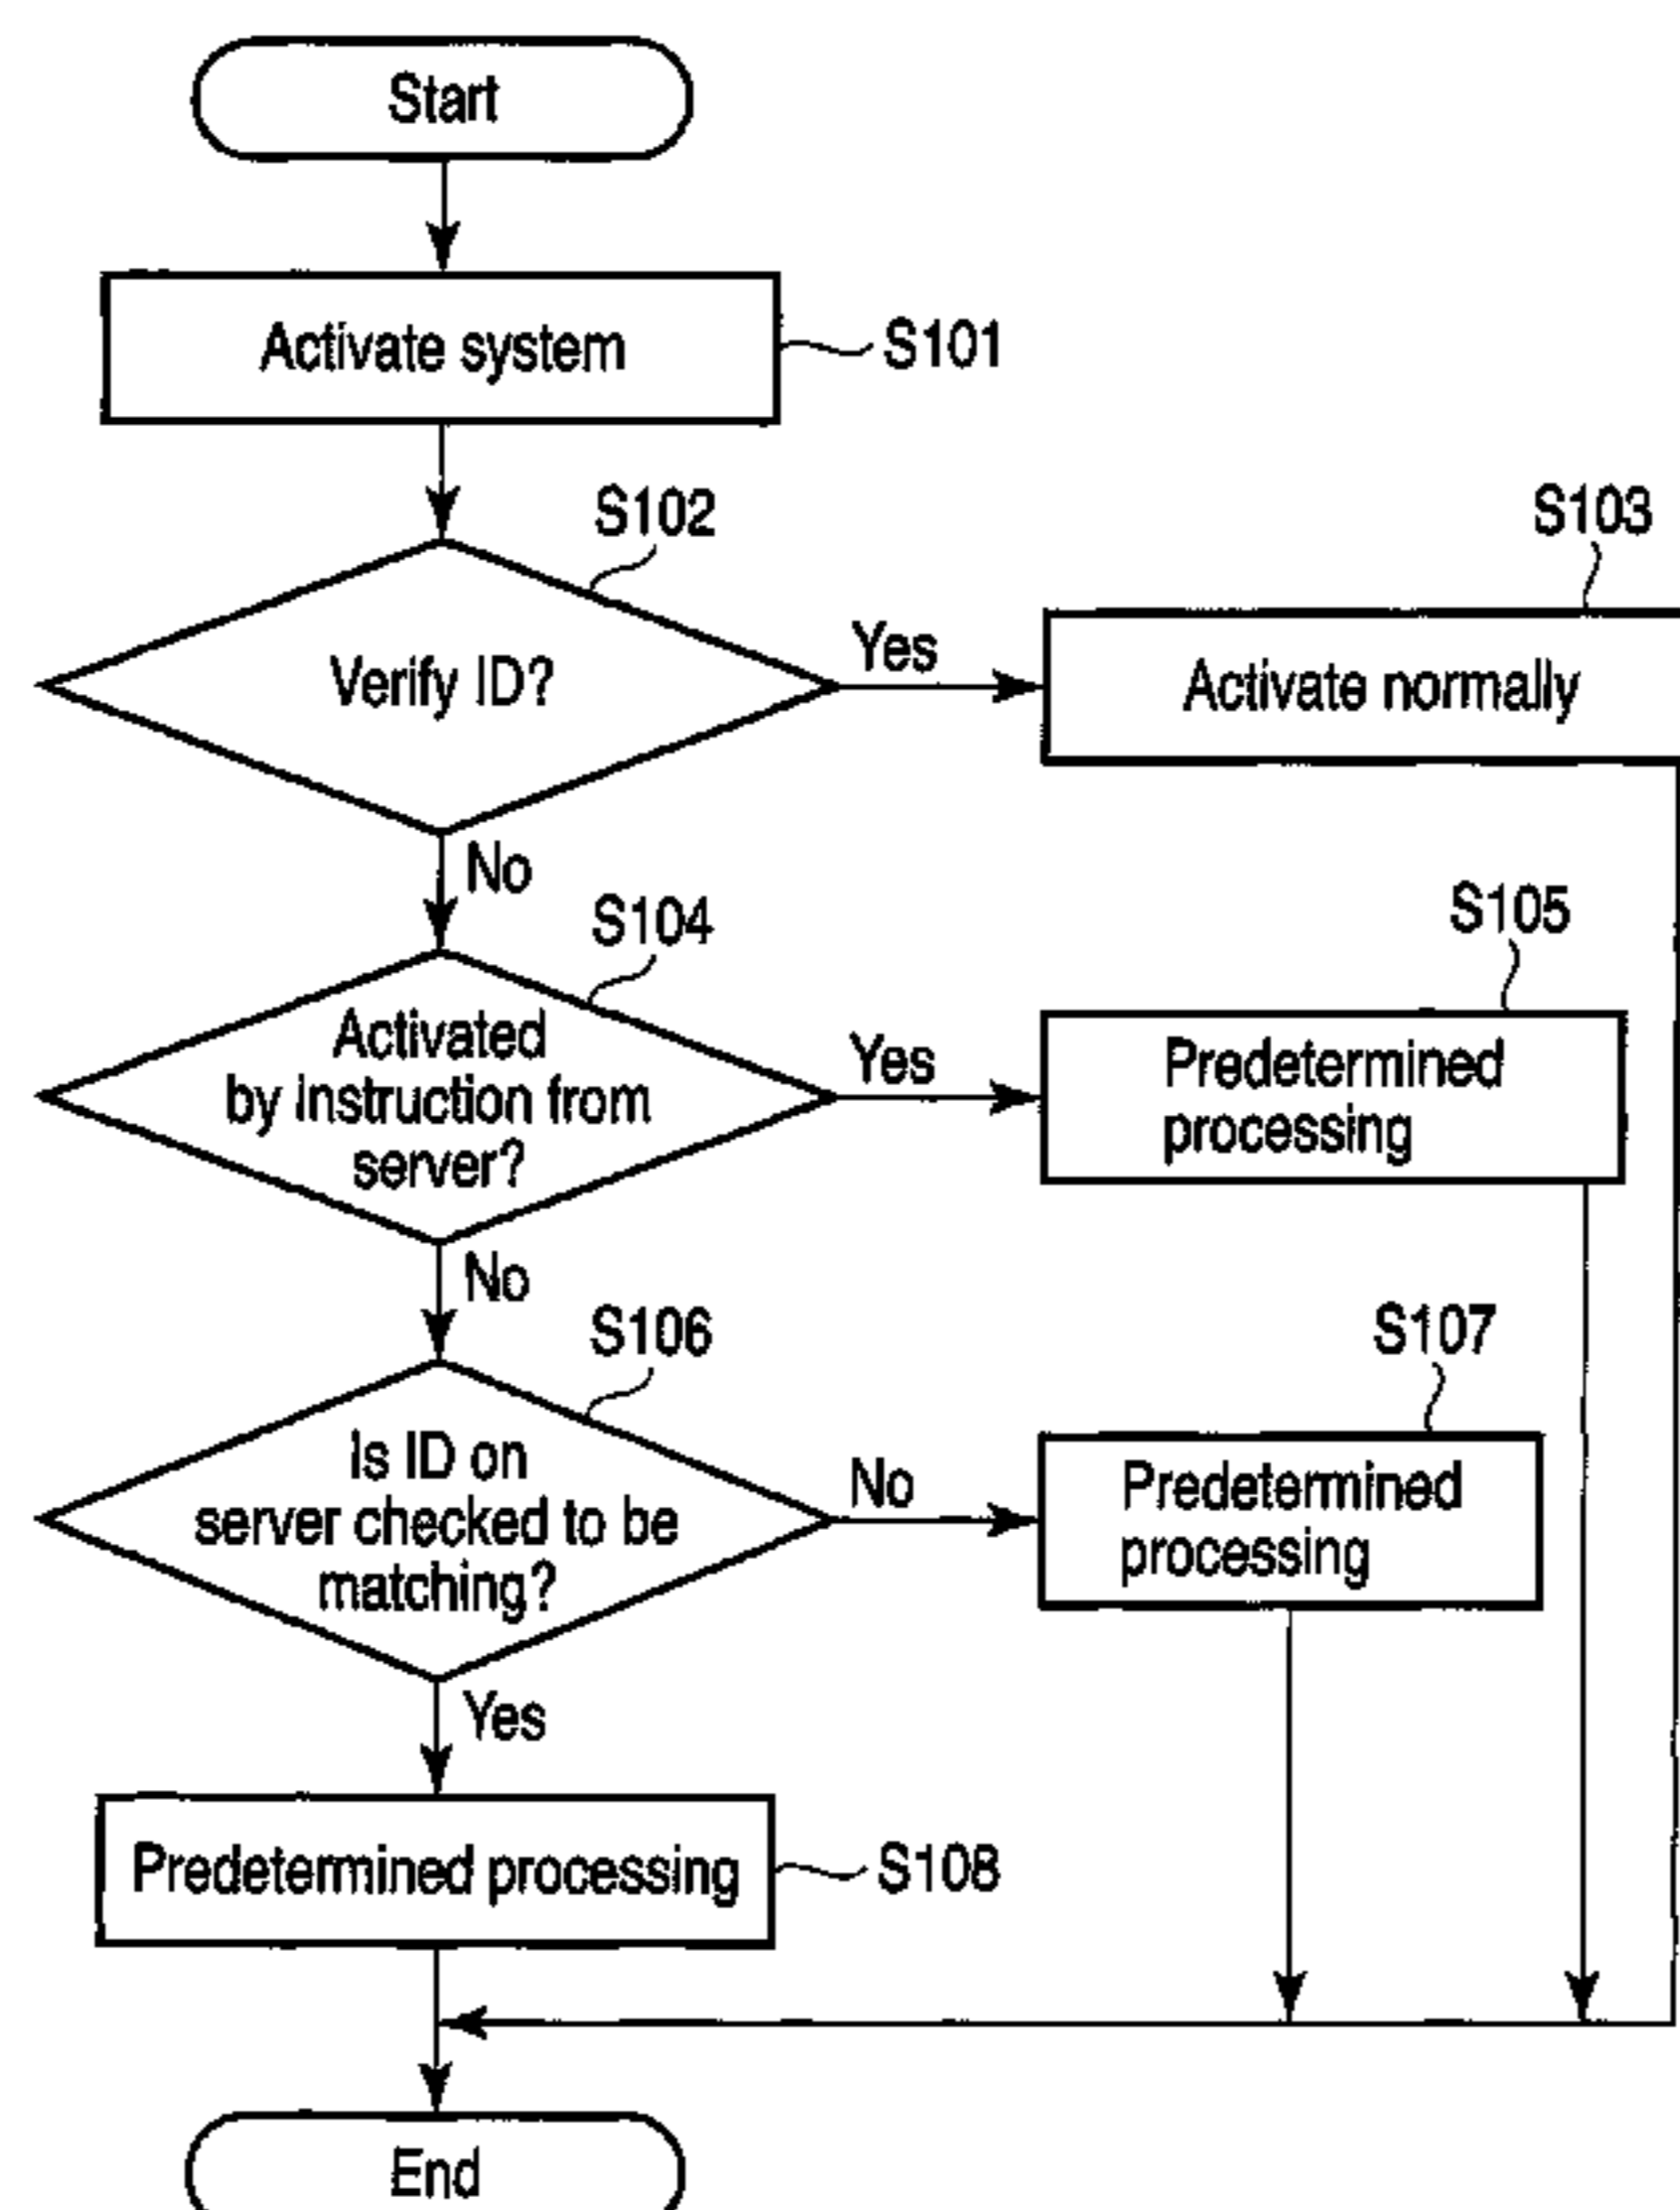 Start
Activate system
S101
S102
Verify ID?
Yes
S103
Activate normally
No
S104
Activated
by instruction from
server?
Yes
S105
Predetermined
processing
No
S106
Is ID on
server checked to be
matching?
No
S107
Predetermined
processing
Yes
Predetermined processing
S108
End